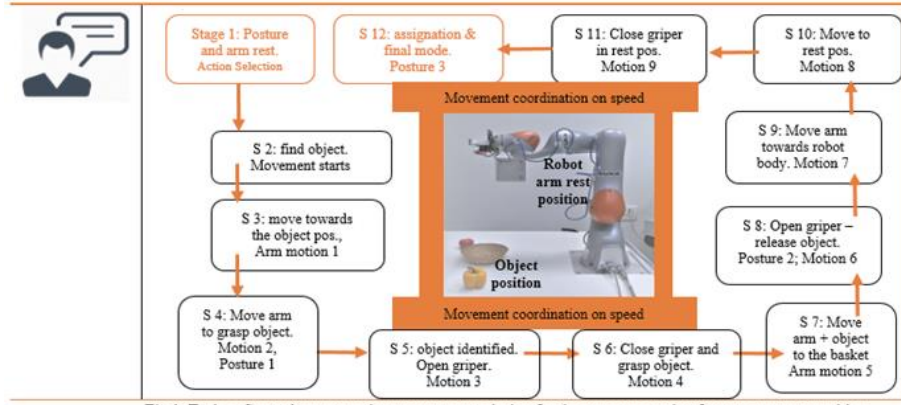 Stage 1: Posture
and arm rest.
Action Selection
S 12: assignation &
final mode.
Posture 3
S 11: Close griper
in rest pos.
Motion 9
S 10: Move to
rest pos.
Motion 8
Movement coordination on speed
S 2: find object.
Movement starts
S 9: Move arm
towards robot
body. Motion 7
Robot
arm rest
position
S 3: move towards
the object pos.,
Arm motion 1
S 8: Open griper –
release object.
Posture 2; Motion 6
Object
position
Movement coordination on speed
S 4: Move arm
to grasp object.
Motion 2,
Posture 1
S 5: object identified.
Open griper.
Motion 3
S 6: Close griper and
grasp object.
Motion 4
S 7: Move
arm + object
to the basket
Arm motion 5